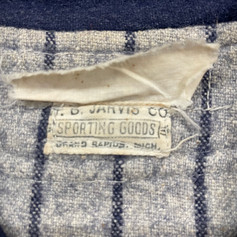 . B. JARVIS CO.
SPORTING GOODS
GRAND RAPIDS, MICH.